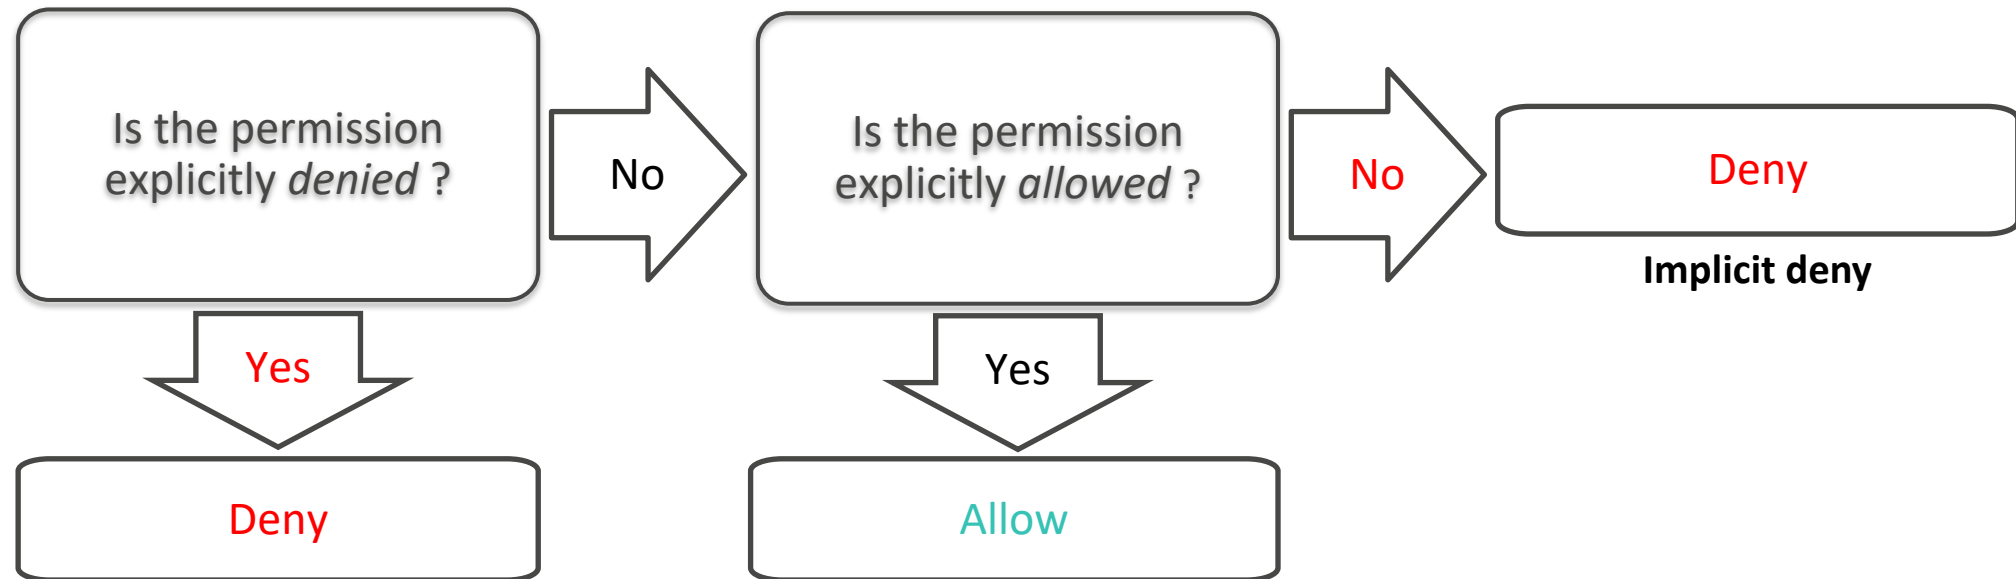 Is the permission
explicitly denied ?
No
Is the permission
explicitly allowed ?
No
Deny
Implicit deny
Yes
Yes
Deny
Allow